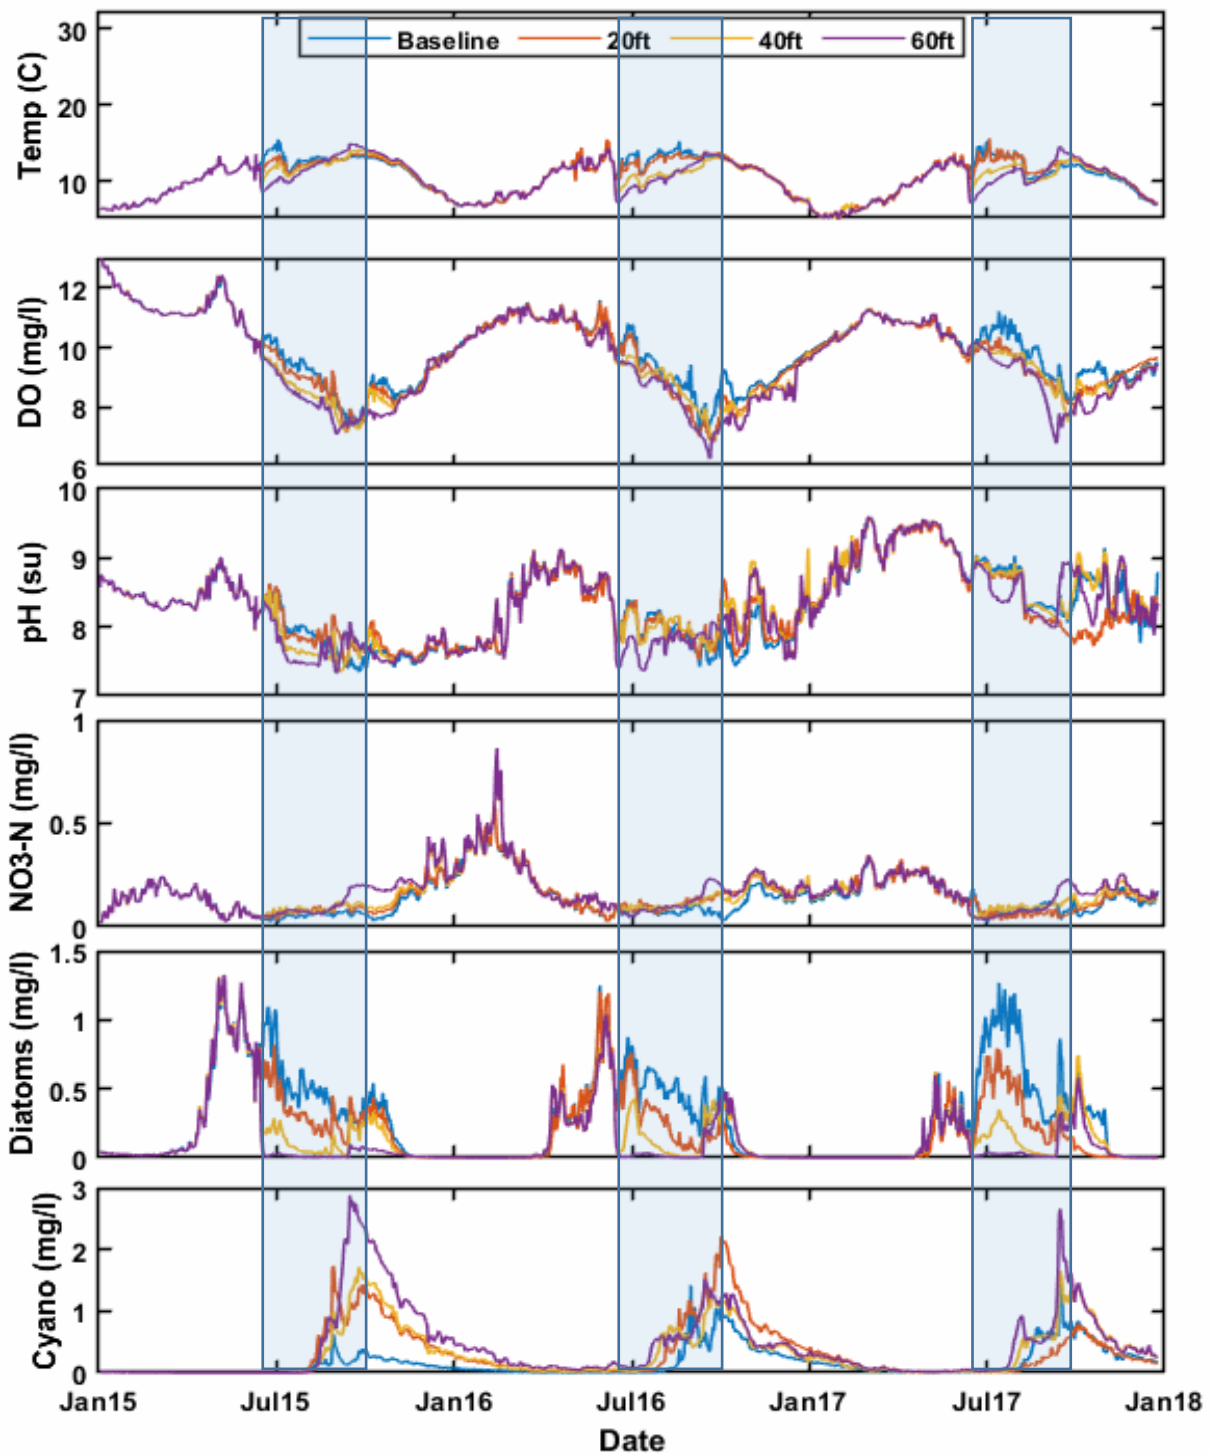 Baseline 20ft 40ft 60ft
Temp (C)
30
20
10
DO (mg/l)
12
10
8
6
pH (su)
10
9
8
7
NO3-N (mg/l)
1
0.5
0
Diatoms (mg/l)
1.5
1
0.5
0
Cyano (mg/l)
3
2
1
0
Jan15 Jul15 Jan16 Jul16 Jan17 Jul17 Jan18
Date